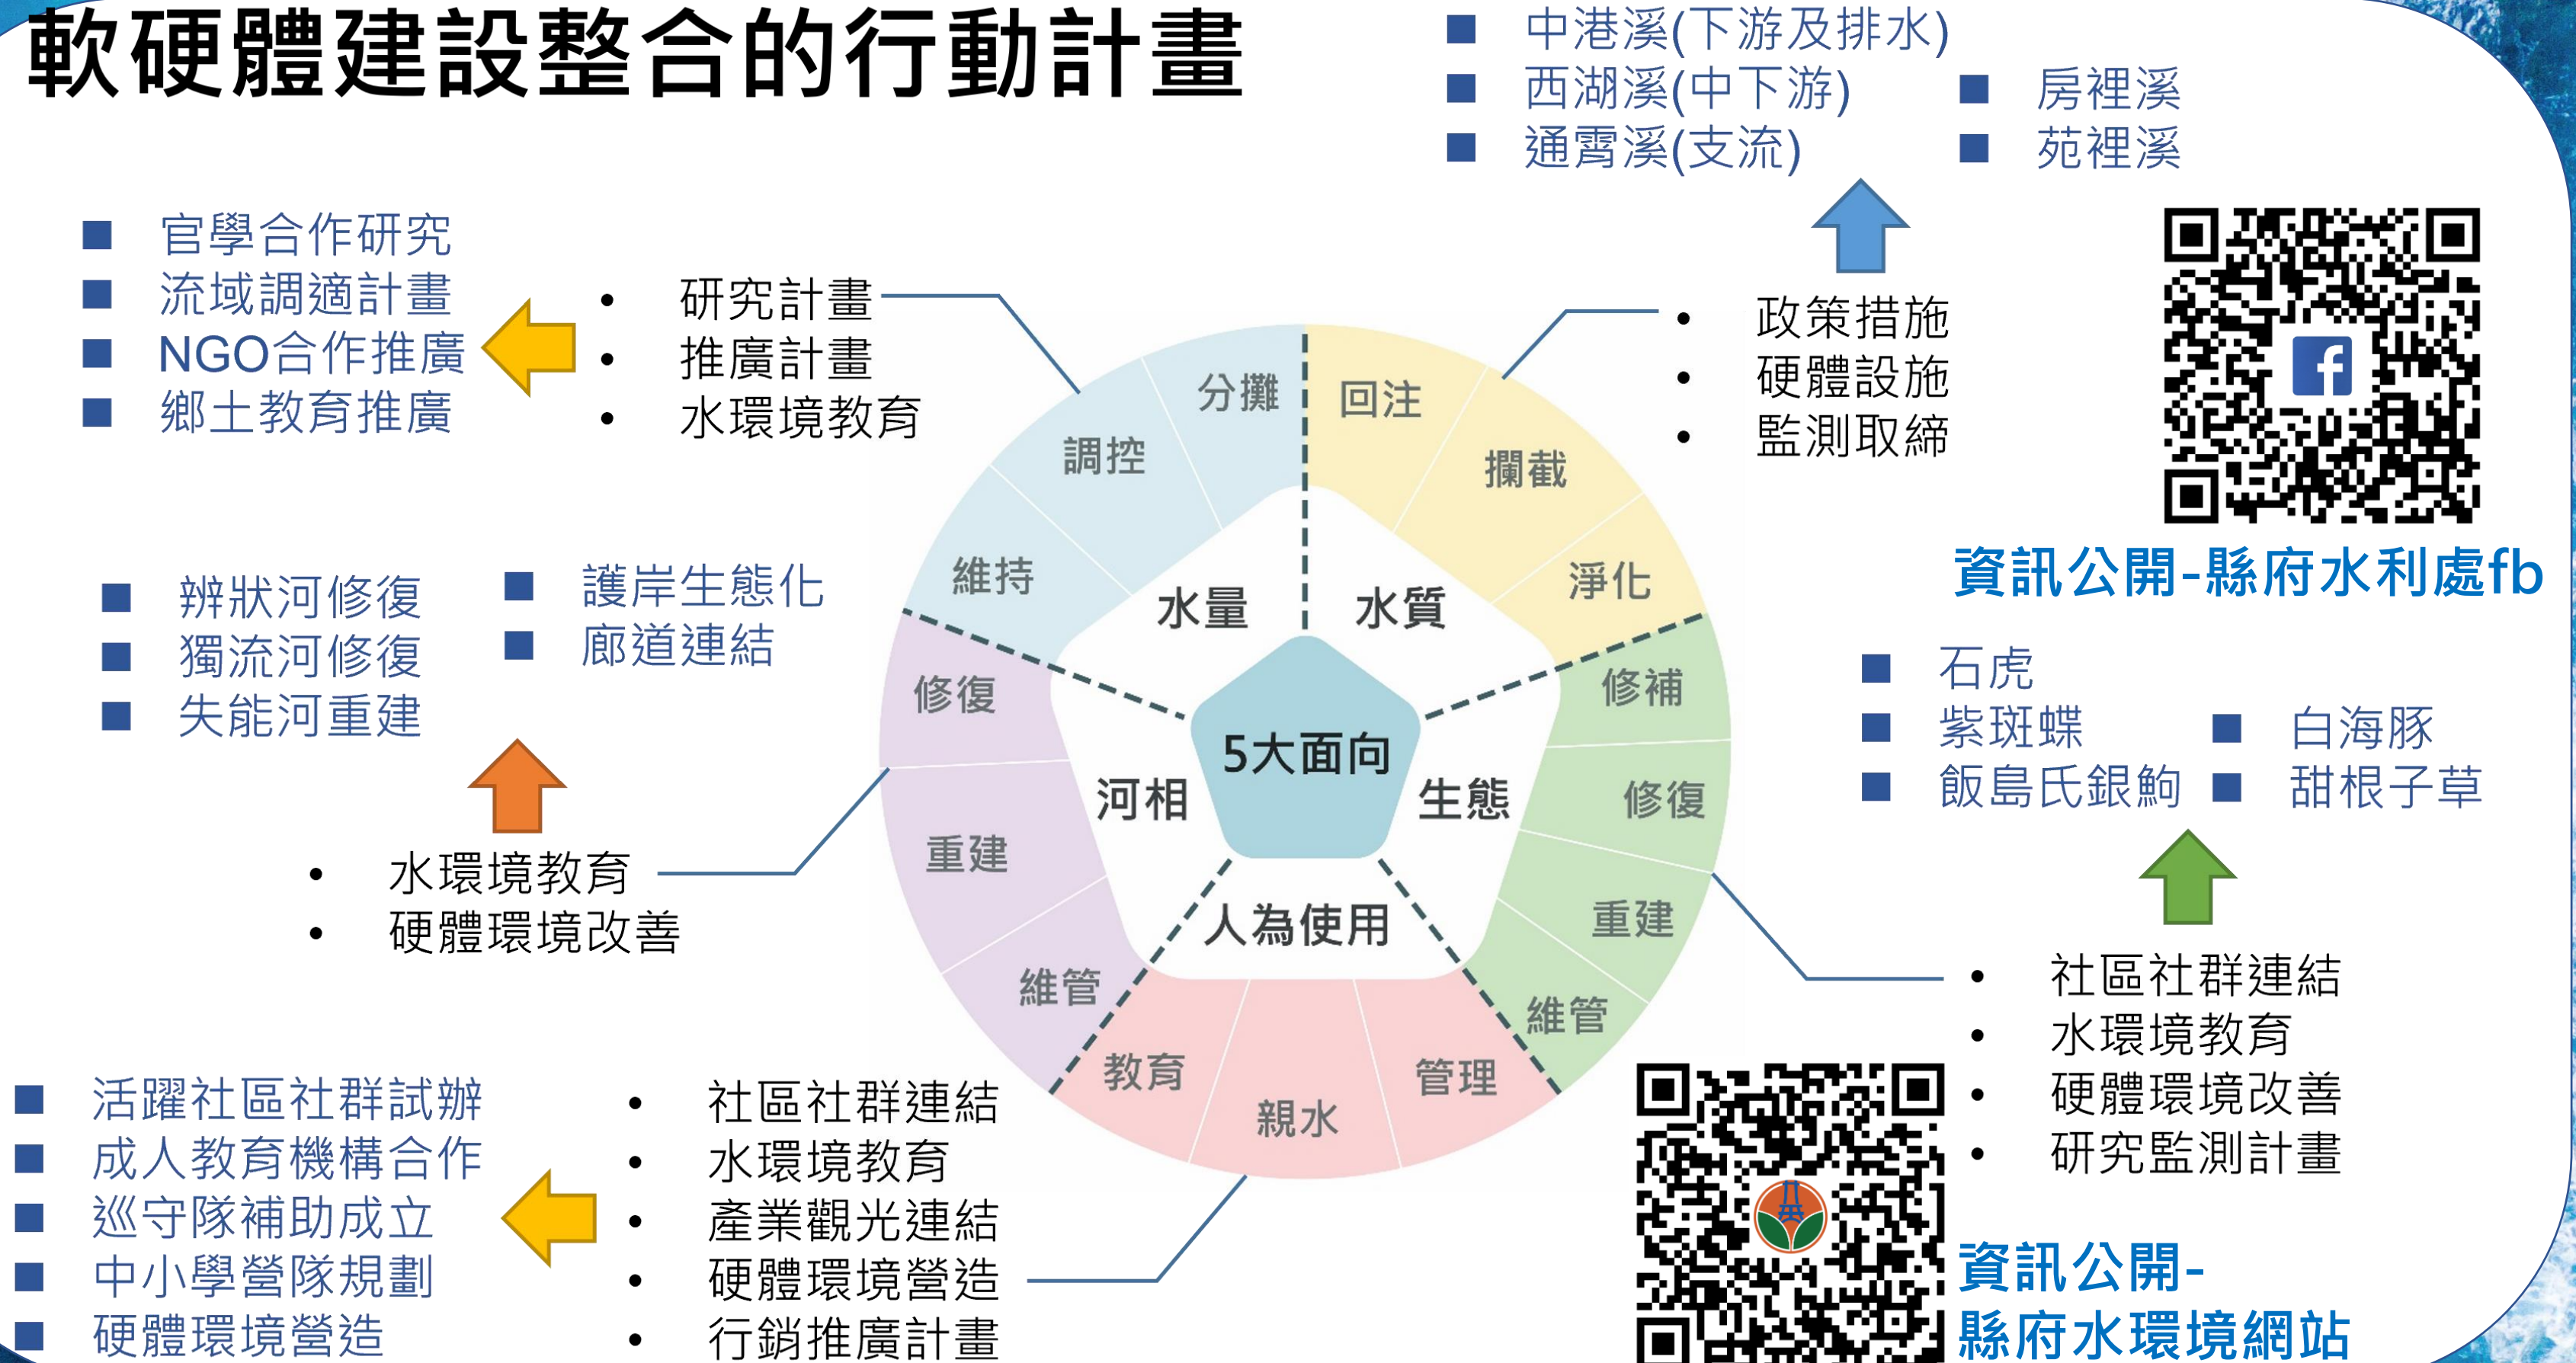 軟硬體建設整合的行動計畫
中港溪(下游及排水)
西湖溪(中下游)
通霄溪(支流)
房裡溪
苑裡溪
官學合作研究
流域調適計畫
NGO合作推廣
鄉土教育推廣
研究計畫
推廣計畫
水環境教育
政策措施
硬體設施
監測取締
資訊公開-縣府水利處fb
辨狀河修復
獨流河修復
失能河重建
護岸生態化
廊道連結
水環境教育
硬體環境改善
分攤
調控
維持
水量
回注
攔截
淨化
水質
5大面向
修復
重建
維管
河相
修補
修復
重建
維管
生態
人為使用
教育
親水
管理
石虎
紫斑蝶
飯島氏銀鮈
白海豚
甜根子草
社區社群連結
水環境教育
硬體環境改善
研究監測計畫
活躍社區社群試辦
成人教育機構合作
巡守隊補助成立
中小學營隊規劃
硬體環境營造
社區社群連結
水環境教育
產業觀光連結
硬體環境營造
行銷推廣計畫
資訊公開-
縣府水環境網站